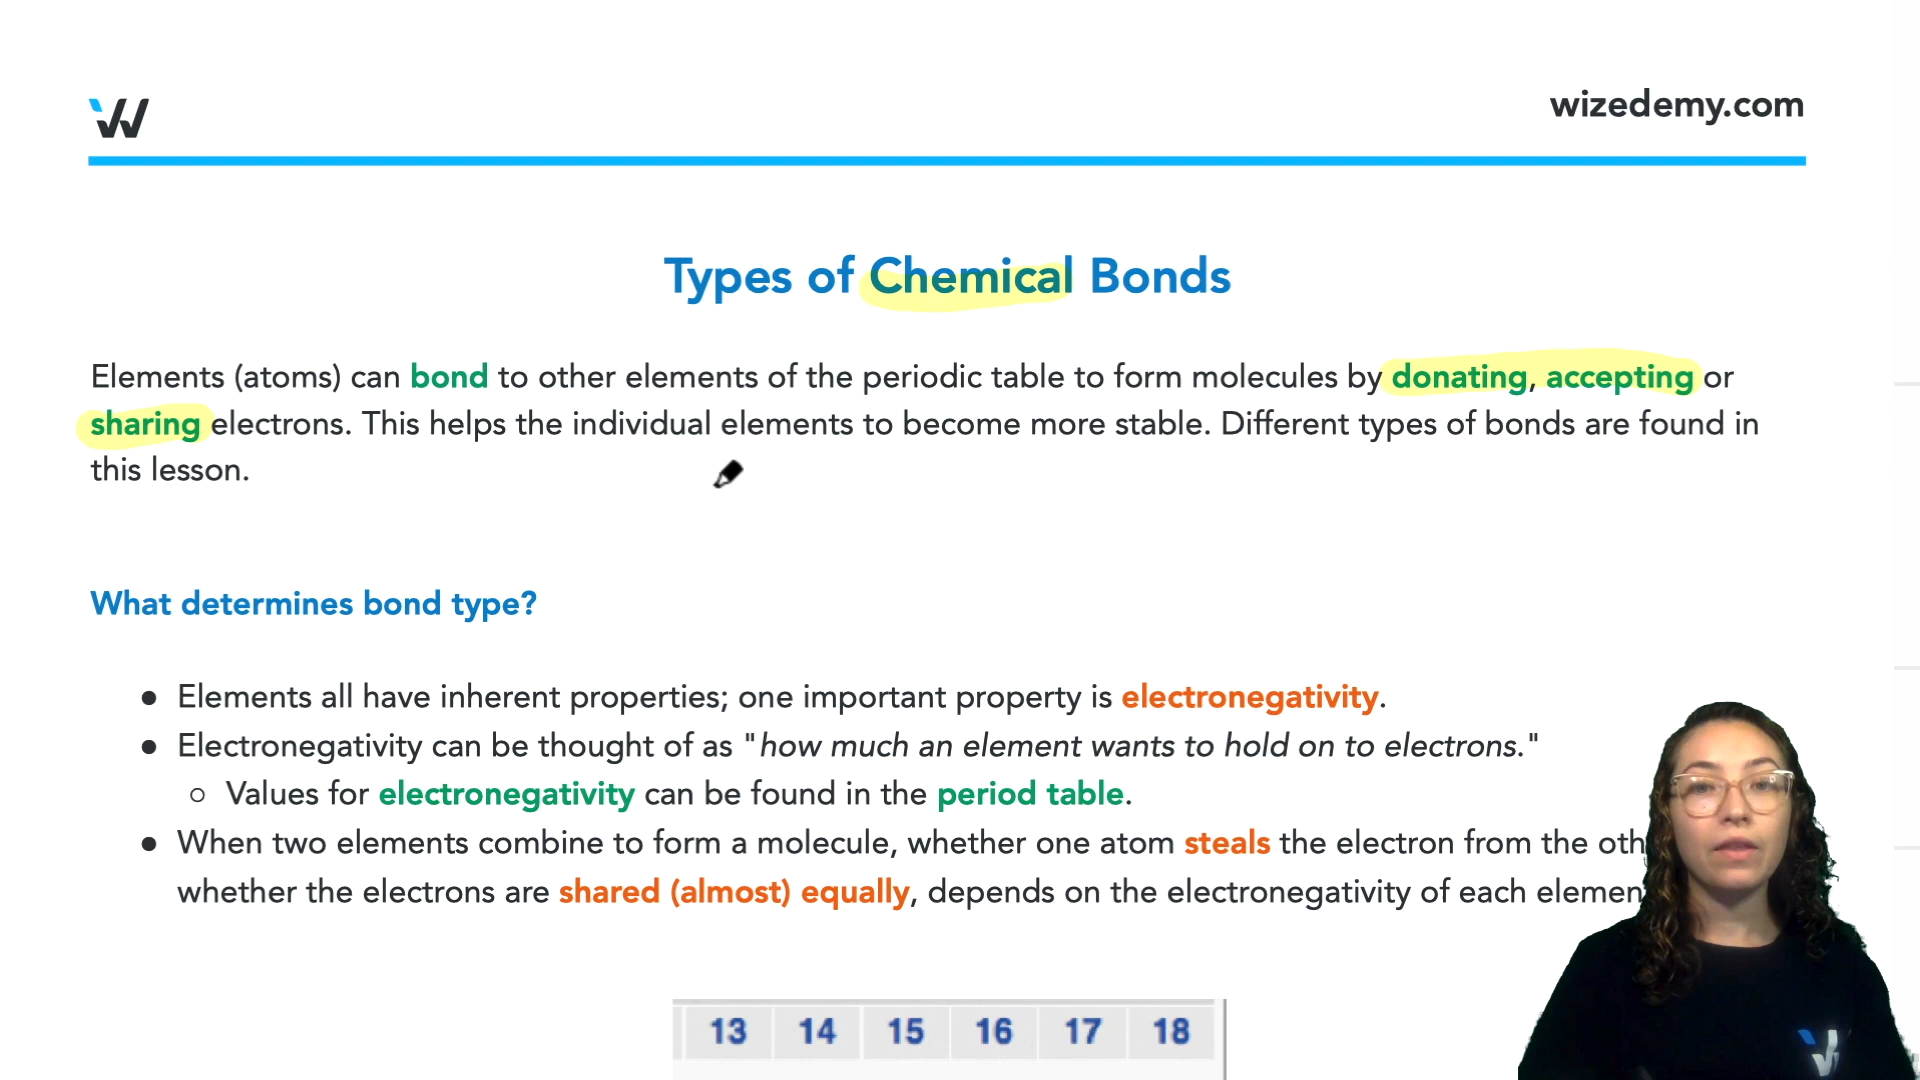 W
wizedemy.com
Types of Chemical Bonds
Elements (atoms) can bond to other elements of the periodic table to form molecules by donating, accepting or
sharing electrons. This helps the individual elements to become more stable. Different types of bonds are found in
this lesson.
What determines bond type?
● Elements all have inherent properties; one important property is electronegativity.
● Electronegativity can be thought of as "how much an element wants to hold on to electrons."
○ Values for electronegativity can be found in the period table.
● When two elements combine to form a molecule, whether one atom steals the electron from the oth
whether the electrons are shared (almost) equally, depends on the electronegativity of each elemen
13 14 15 16 17 18
W